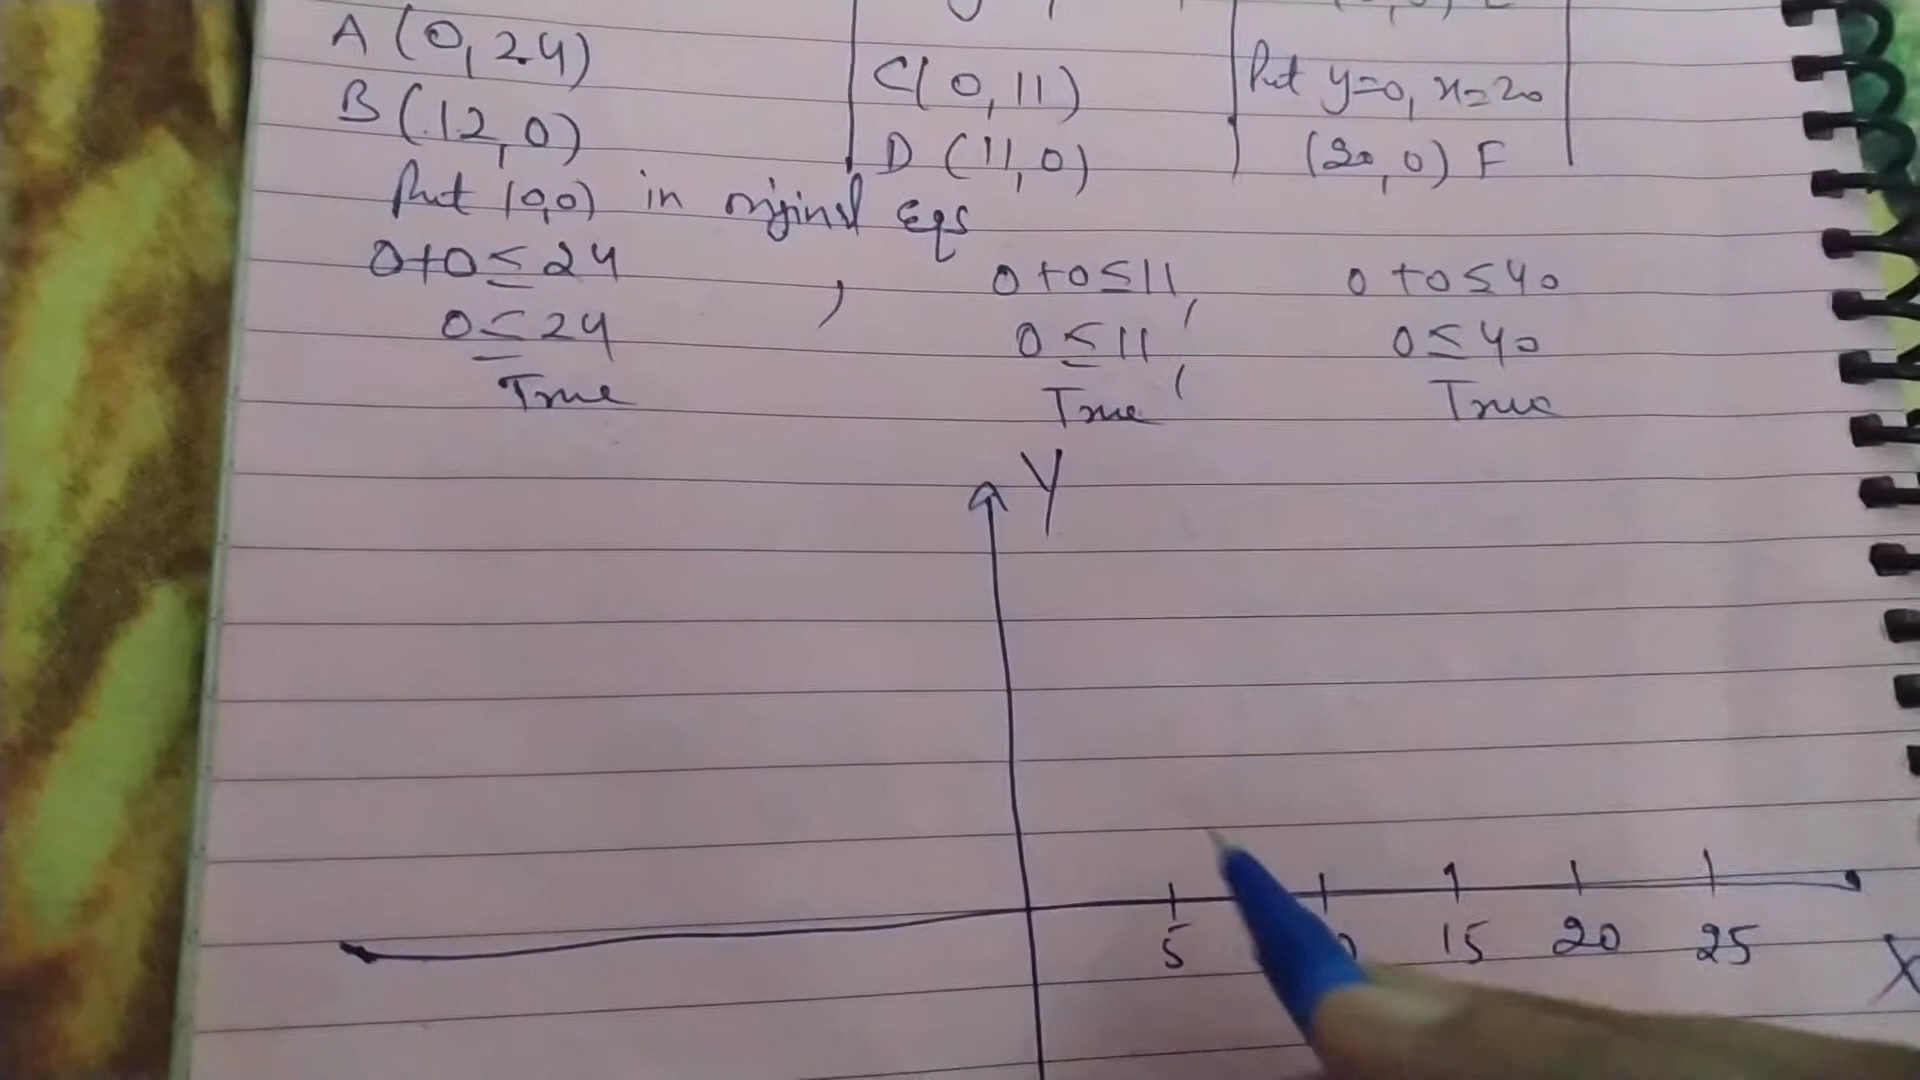 A (0,24)
B (.12,0)
C(0,11)
D (11,0)
Put y=0, x=20
(20,0) F
Put (0,0) in original Eqs
0+0≤24 , 0+0≤11, 0+0≤40
0≤24 0≤11, 0≤40
True True True
Y
5 15 20 25
X